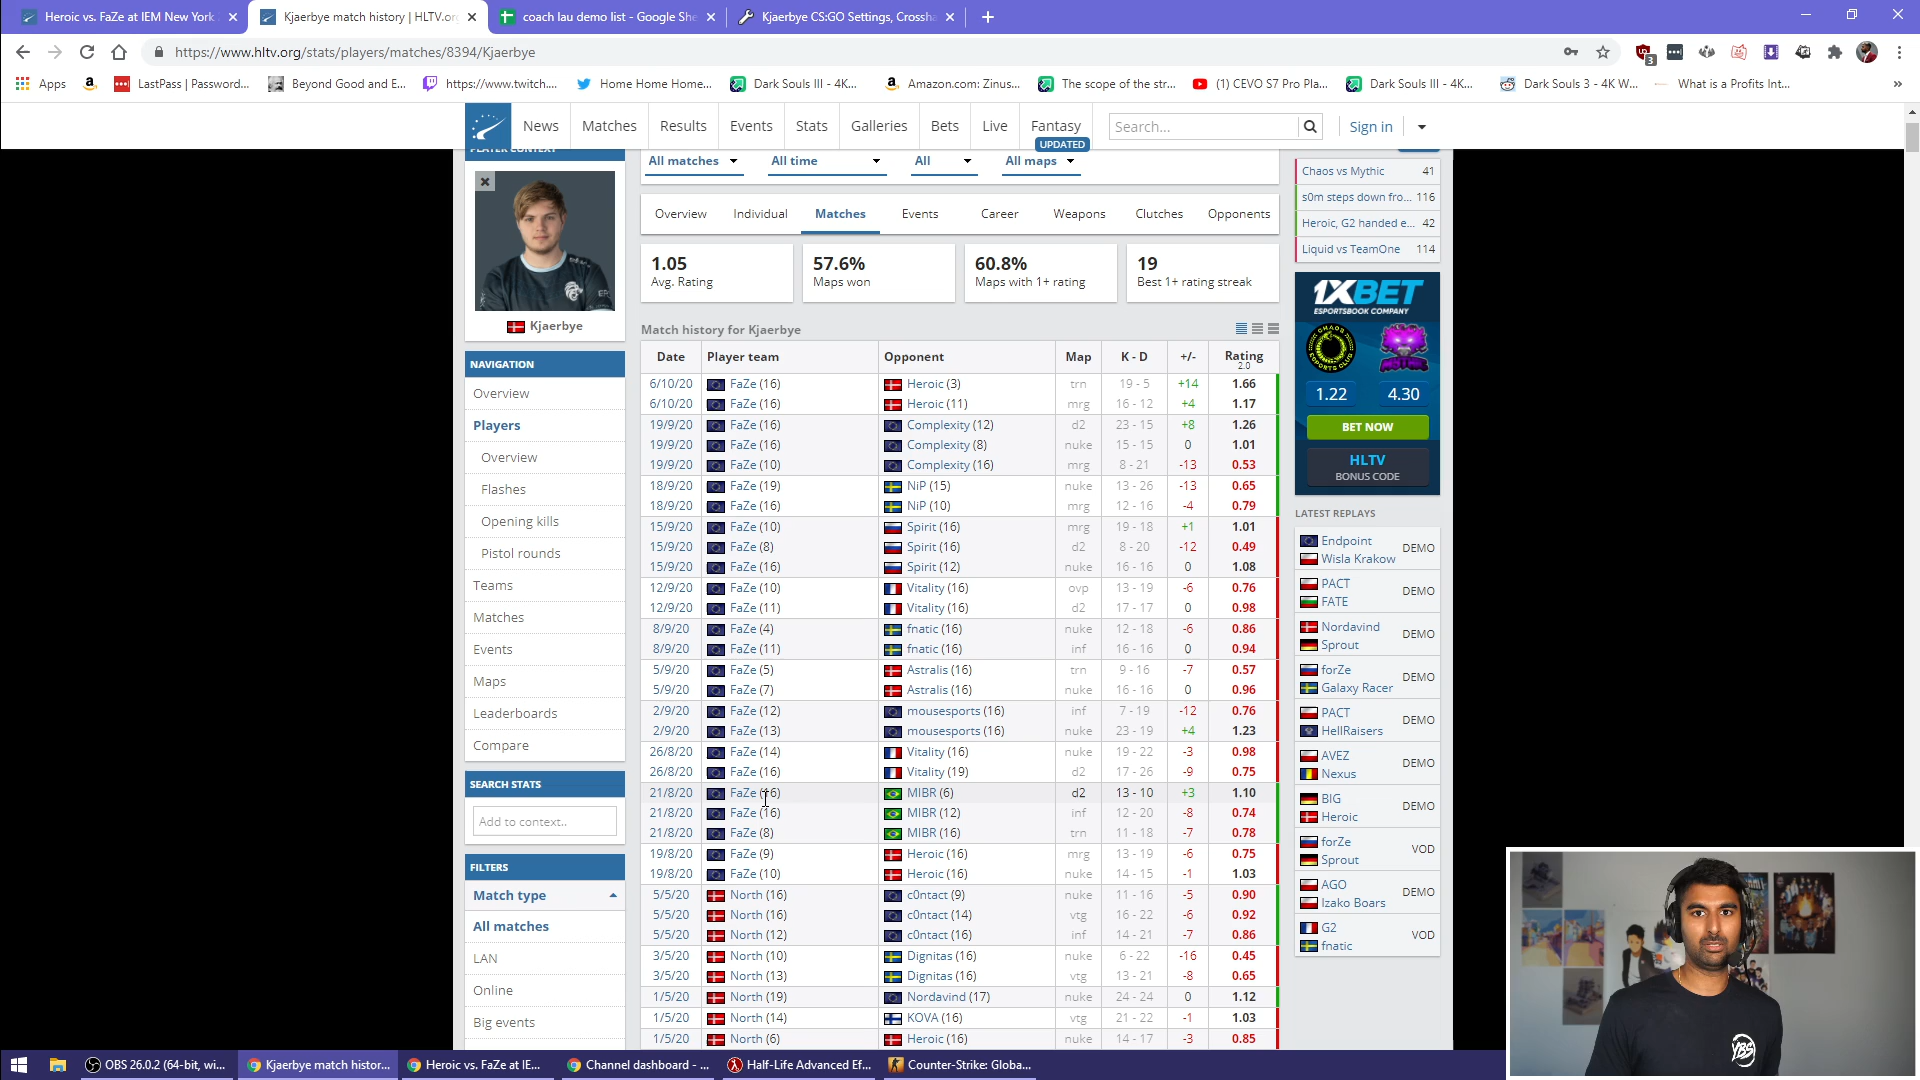 Heroic vs. FaZe at IEM New York
Kjaerbye match history | HLTV.or
coach lau demo list - Google She
Kjaerbye CS:GO Settings, Crossha
https://www.hltv.org/stats/players/matches/8394/Kjaerbye
3
Apps
LastPass | Password...
Beyond Good and E...
https://www.twitch....
Home Home Home...
Dark Souls III - 4K...
Amazon.com: Zinus...
The scope of the str...
(1) CEVO S7 Pro Pla...
Dark Souls III - 4K...
Dark Souls 3 - 4K W...
What is a Profits Int...
News
Matches
Results
Events
Stats
Galleries
Bets
Live
Fantasy
UPDATED
Search...
Sign in
PLAYER CONTEXT
Kjaerbye
NAVIGATION
Overview
Players
Overview
Flashes
Opening kills
Pistol rounds
Teams
Matches
Events
Maps
Leaderboards
Compare
SEARCH STATS
Add to context..
FILTERS
Match type
All matches
LAN
Online
Big events
All matches
All time
All
All maps
Overview
Individual
Matches
Events
Career
Weapons
Clutches
Opponents
1.05
Avg. Rating
57.6%
Maps won
60.8%
Maps with 1+ rating
19
Best 1+ rating streak
Match history for Kjaerbye
Date Player team Opponent Map K - D +/- Rating 2.0
6/10/20 FaZe (16) Heroic (3) trn 19 - 5 +14 1.66
6/10/20 FaZe (16) Heroic (11) mrg 16 - 12 +4 1.17
19/9/20 FaZe (16) Complexity (12) d2 23 - 15 +8 1.26
19/9/20 FaZe (16) Complexity (8) nuke 15 - 15 0 1.01
19/9/20 FaZe (10) Complexity (16) mrg 8 - 21 -13 0.53
18/9/20 FaZe (19) NiP (15) nuke 13 - 26 -13 0.65
18/9/20 FaZe (16) NiP (10) mrg 12 - 16 -4 0.79
15/9/20 FaZe (10) Spirit (16) mrg 19 - 18 +1 1.01
15/9/20 FaZe (8) Spirit (16) d2 8 - 20 -12 0.49
15/9/20 FaZe (16) Spirit (12) nuke 16 - 16 0 1.08
12/9/20 FaZe (10) Vitality (16) ovp 13 - 19 -6 0.76
12/9/20 FaZe (11) Vitality (16) d2 17 - 17 0 0.98
8/9/20 FaZe (4) fnatic (16) nuke 12 - 18 -6 0.86
8/9/20 FaZe (11) fnatic (16) inf 16 - 16 0 0.94
5/9/20 FaZe (5) Astralis (16) trn 9 - 16 -7 0.57
5/9/20 FaZe (7) Astralis (16) nuke 16 - 16 0 0.96
2/9/20 FaZe (12) mousesports (16) inf 7 - 19 -12 0.76
2/9/20 FaZe (13) mousesports (16) nuke 23 - 19 +4 1.23
26/8/20 FaZe (14) Vitality (16) nuke 19 - 22 -3 0.98
26/8/20 FaZe (16) Vitality (19) d2 17 - 26 -9 0.75
21/8/20 FaZe (16) MIBR (6) d2 13 - 10 +3 1.10
21/8/20 FaZe (16) MIBR (12) inf 12 - 20 -8 0.74
21/8/20 FaZe (8) MIBR (16) trn 11 - 18 -7 0.78
19/8/20 FaZe (9) Heroic (16) mrg 13 - 19 -6 0.75
19/8/20 FaZe (10) Heroic (16) nuke 14 - 15 -1 1.03
5/5/20 North (16) c0ntact (9) nuke 11 - 16 -5 0.90
5/5/20 North (16) c0ntact (14) vtg 16 - 22 -6 0.92
5/5/20 North (12) c0ntact (16) inf 14 - 21 -7 0.86
3/5/20 North (10) Dignitas (16) nuke 6 - 22 -16 0.45
3/5/20 North (13) Dignitas (16) vtg 13 - 21 -8 0.65
1/5/20 North (19) Nordavind (17) nuke 24 - 24 0 1.12
1/5/20 North (14) KOVA (16) vtg 21 - 22 -1 1.03
1/5/20 North (6) Heroic (16) nuke 14 - 17 -3 0.85
Chaos vs Mythic 41
s0m steps down fro... 116
Heroic, G2 handed e... 42
Liquid vs TeamOne 114
1XBET
ESPORTSBOOK COMPANY
1.22 4.30
BET NOW
HLTV
BONUS CODE
LATEST REPLAYS
Endpoint
Wisla Krakow
DEMO
PACT
FATE
DEMO
Nordavind
Sprout
DEMO
forZe
Galaxy Racer
DEMO
PACT
HellRaisers
DEMO
AVEZ
Nexus
DEMO
BIG
Heroic
DEMO
forZe
Sprout
VOD
AGO
Izako Boars
DEMO
G2
fnatic
VOD
OBS 26.0.2 (64-bit, wi...
Kjaerbye match histor...
Heroic vs. FaZe at IE...
Channel dashboard - ...
Half-Life Advanced Ef...
Counter-Strike: Globa...